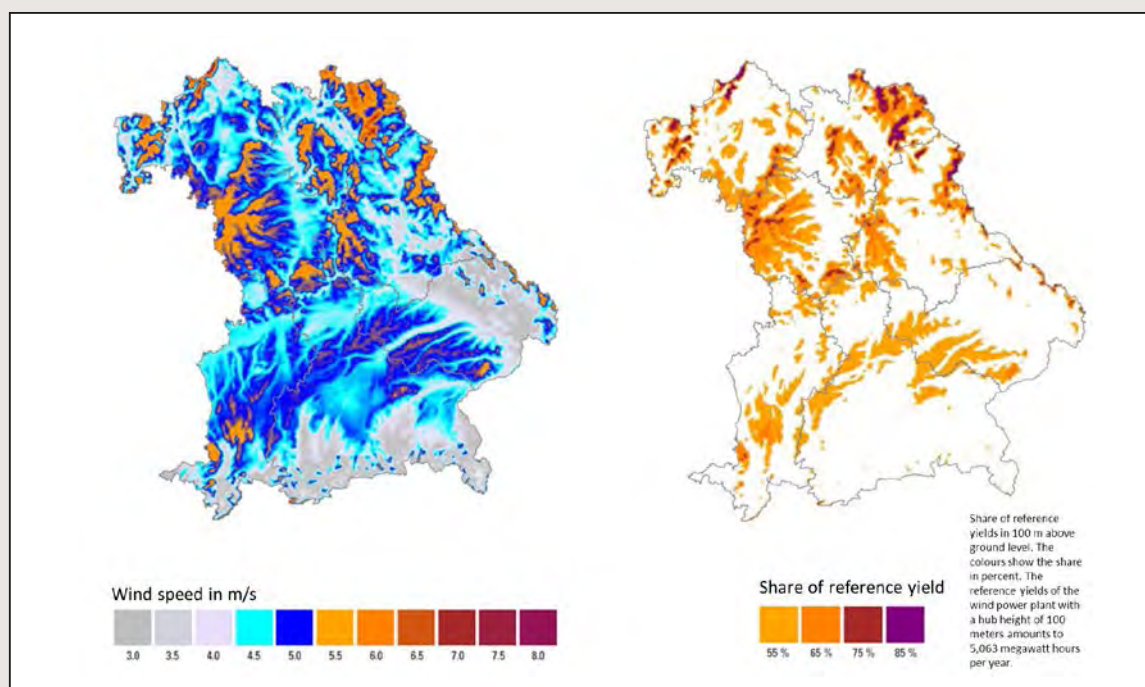 Wind speed in m/s
3.0 3.5 4.0 4.5 5.0 5.5 6.0 6.5 7.0 7.5 8.0
Share of reference yield
55 % 65 % 75 % 85 %
Share of reference
yields in 100 m above
ground level. The
colours show the share
in percent. The
reference yields of the
wind power plant with
a hub height of 100
meters amounts to
5,063 megawatt hours
per year.